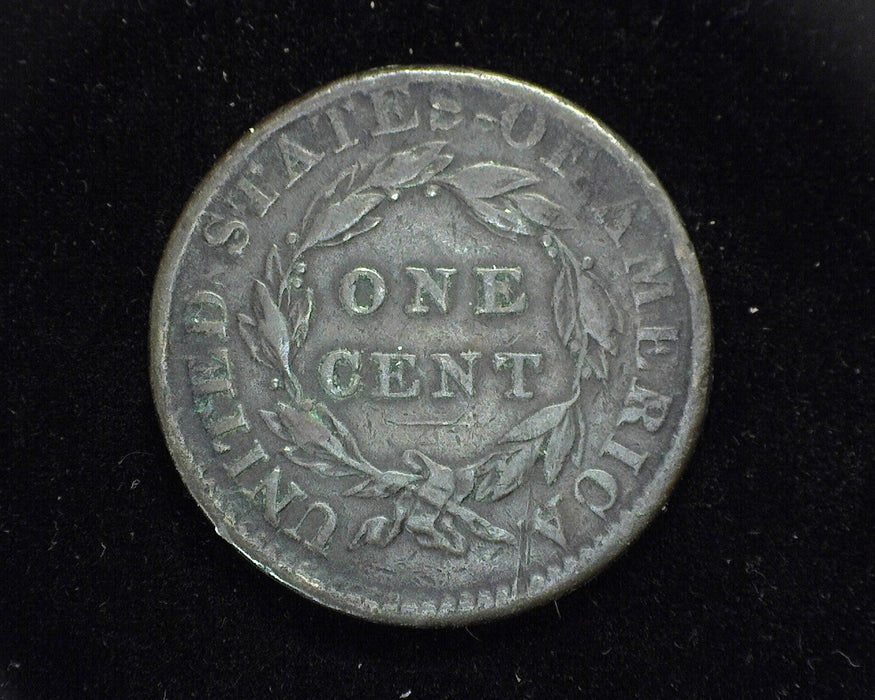 UNITED STATES OF AMERICA
ONE
CENT